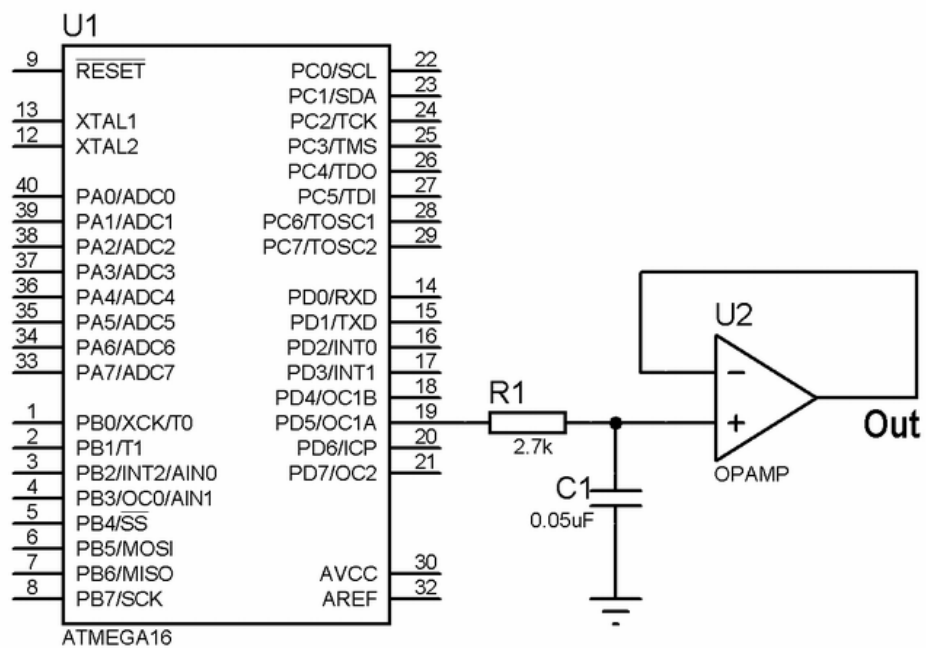 U1
9 RESET PC0/SCL 22
PC1/SDA 23
13 XTAL1 PC2/TCK 24
12 XTAL2 PC3/TMS 25
PC4/TDO 26
40 PA0/ADC0 PC5/TDI 27
39 PA1/ADC1 PC6/TOSC1 28
38 PA2/ADC2 PC7/TOSC2 29
37 PA3/ADC3
36 PA4/ADC4 PD0/RXD 14
35 PA5/ADC5 PD1/TXD 15
34 PA6/ADC6 PD2/INT0 16
33 PA7/ADC7 PD3/INT1 17
PD4/OC1B 18
1 PB0/XCK/T0 PD5/OC1A 19
2 PB1/T1 PD6/ICP 20
3 PB2/INT2/AIN0 PD7/OC2 21
4 PB3/OC0/AIN1
5 PB4/SS
6 PB5/MOSI
7 PB6/MISO AVCC 30
8 PB7/SCK AREF 32
ATMEGA16
R1
2.7k
C1
0.05uF
U2
-
+
OPAMP
Out